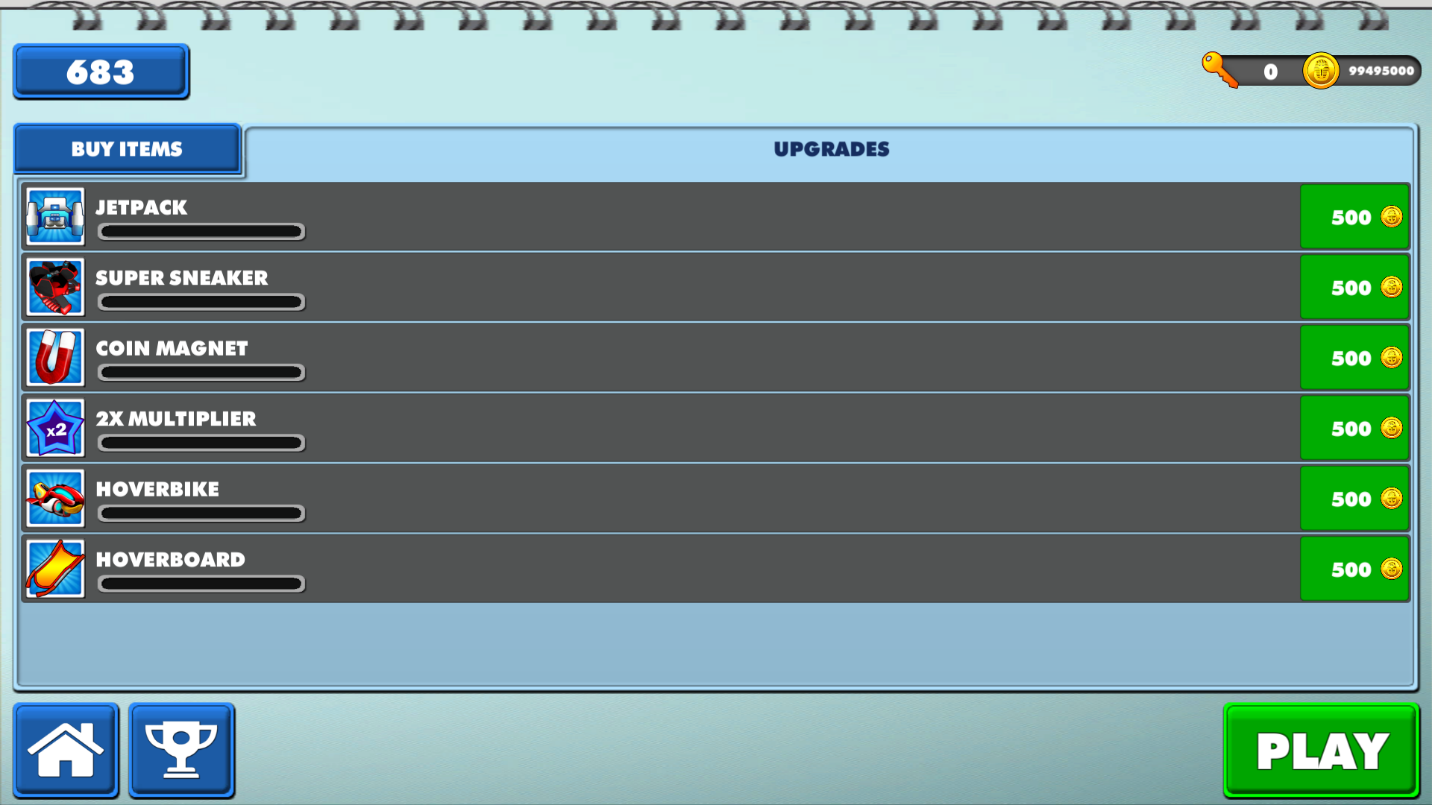 683
0
99495000
BUY ITEMS
UPGRADES
JETPACK
500
SUPER SNEAKER
500
COIN MAGNET
500
x2
2X MULTIPLIER
500
HOVERBIKE
500
HOVERBOARD
500
PLAY